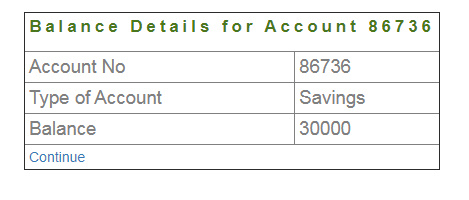 Balance Details for Account 86736
Account No 86736
Type of Account Savings
Balance 30000
Continue